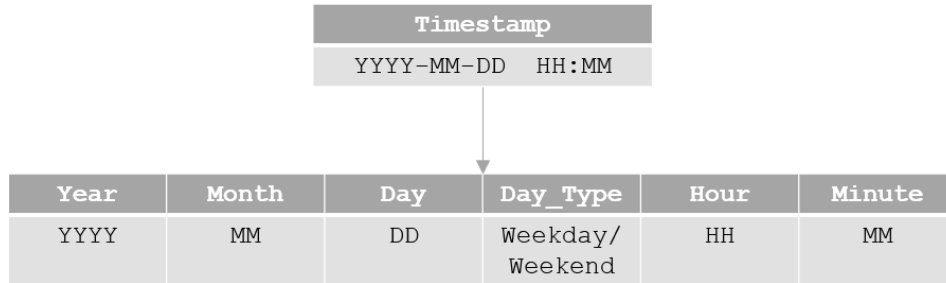 Timestamp
YYYY-MM-DD HH:MM
Year Month Day Day_Type Hour Minute
YYYY MM DD Weekday/ HH MM
Weekend